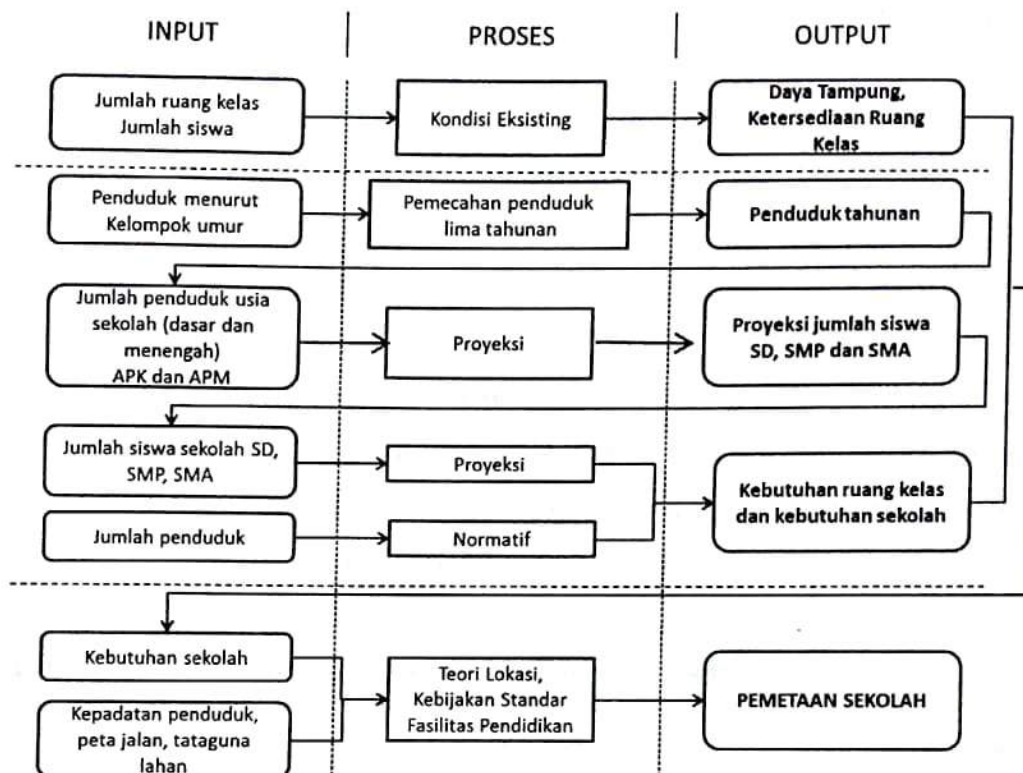 INPUT
PROSES
OUTPUT
Jumlah ruang kelas
Jumlah siswa
Kondisi Eksisting
Daya Tampung,
Ketersediaan Ruang
Kelas
Penduduk menurut
Kelompok umur
Pemecahan penduduk
lima tahunan
Penduduk tahunan
Jumlah penduduk usia
sekolah (dasar dan
menengah)
APK dan APM
Proyeksi
Proyeksi jumlah siswa
SD, SMP dan SMA
Jumlah siswa sekolah SD,
SMP, SMA
Proyeksi
Kebutuhan ruang kelas
dan kebutuhan sekolah
Jumlah penduduk
Normatif
Kebutuhan sekolah
Kepadatan penduduk,
peta jalan, tataguna
lahan
Teori Lokasi,
Kebijakan Standar
Fasilitas Pendidikan
PEMETAAN SEKOLAH